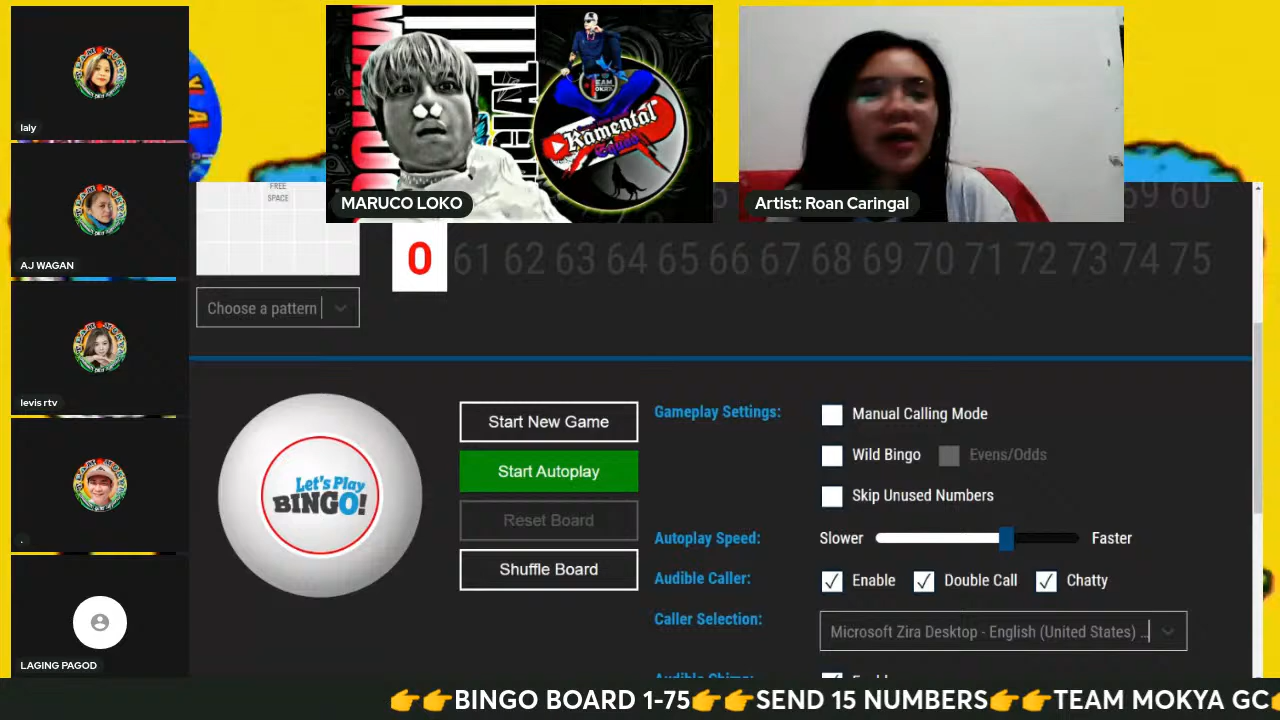 laly
AJ WAGAN
levis rtv
.
LAGING PAGOD
MARUCO LOKO
TEAM
Kamental
Squad
Artist: Roan Caringal
FREE
SPACE
59 60
0 61 62 63 64 65 66 67 68 69 70 71 72 73 74 75
Choose a pattern
Let's Play
BINGO!
Start New Game
Start Autoplay
Reset Board
Shuffle Board
Gameplay Settings:
Manual Calling Mode
Wild Bingo Evens/Odds
Skip Unused Numbers
Autoplay Speed: Slower Faster
Audible Caller: Enable Double Call Chatty
Caller Selection: Microsoft Zira Desktop - English (United States) ...
👉👉BINGO BOARD 1-75👉👉SEND 15 NUMBERS👉👉TEAM MOKYA GC